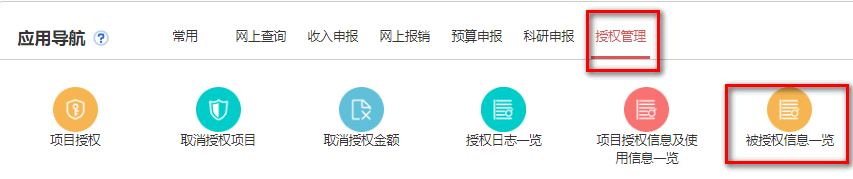 应用导航 ? 常用 网上查询 收入申报 网上报销 预算申报 科研申报 授权管理
项目授权 取消授权项目 取消授权金额 授权日志一览 项目授权信息及使 被授权信息一览
用信息一览